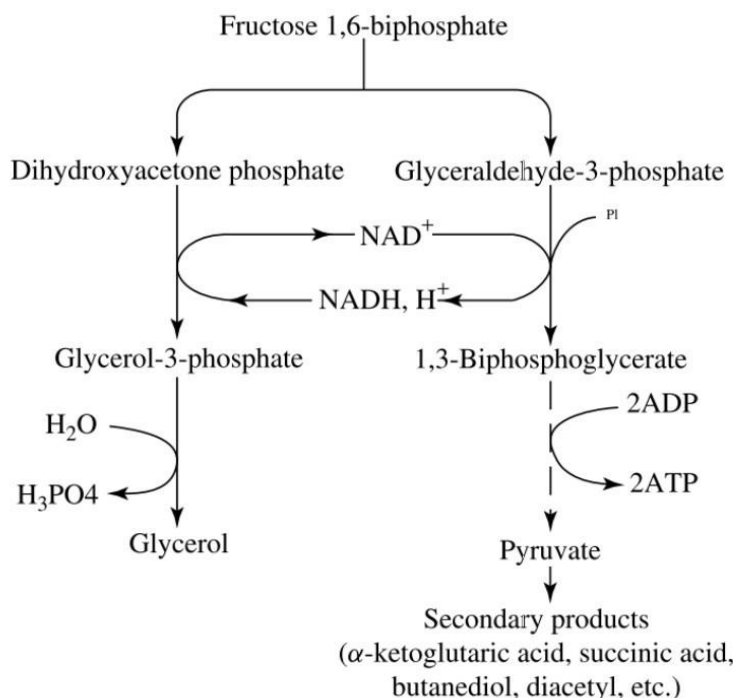 Fructose 1,6-biphosphate
Dihydroxyacetone phosphate
Glyceraldehyde-3-phosphate
PI
NAD+
NADH, H+
Glycerol-3-phosphate
1,3-Biphosphoglycerate
H2O
2ADP
H3PO4
2ATP
Glycerol
Pyruvate
Secondary products
(α-ketoglutaric acid, succinic acid,
butanediol, diacetyl, etc.)